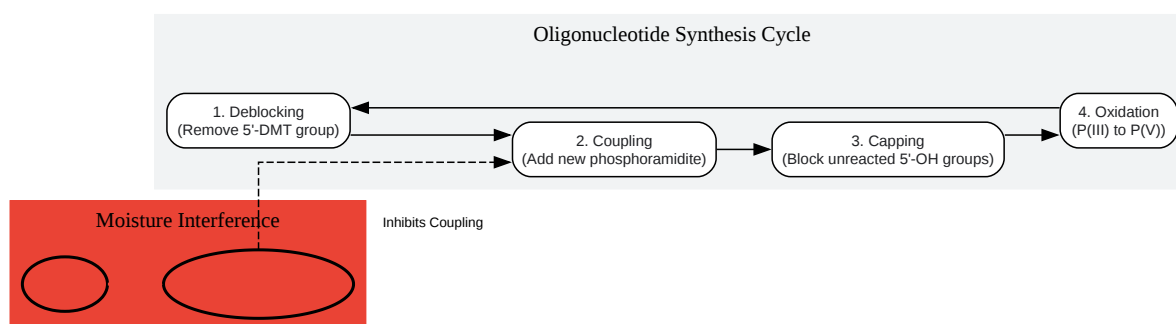 Oligonucleotide Synthesis Cycle
1. Deblocking
(Remove 5'-DMT group)
2. Coupling
(Add new phosphoramidite)
3. Capping
(Block unreacted 5'-OH groups)
4. Oxidation
(P(III) to P(V))
Moisture Interference
Inhibits Coupling